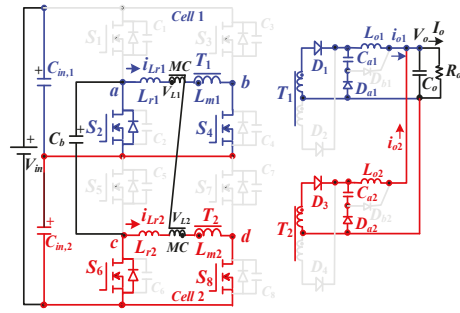 Cell 1
S1
C1
S3
C3
iLr1
MC
T1
Cin,1
a
Lr1
VL1
Lm1
b
S2
C2
S4
C4
Cb
Vin
S5
C5
S7
C7
iLr2
VL2
T2
Cin,2
c
Lr2
MC
Lm2
d
S6
C6
S8
C8
Cell 2
Lo1
io1
Vo
Io
D1
Ca1
Db1
Co
Ro
T1
Da1
D2
io2
Lo2
D3
Ca2
Db2
T2
Da2
D4